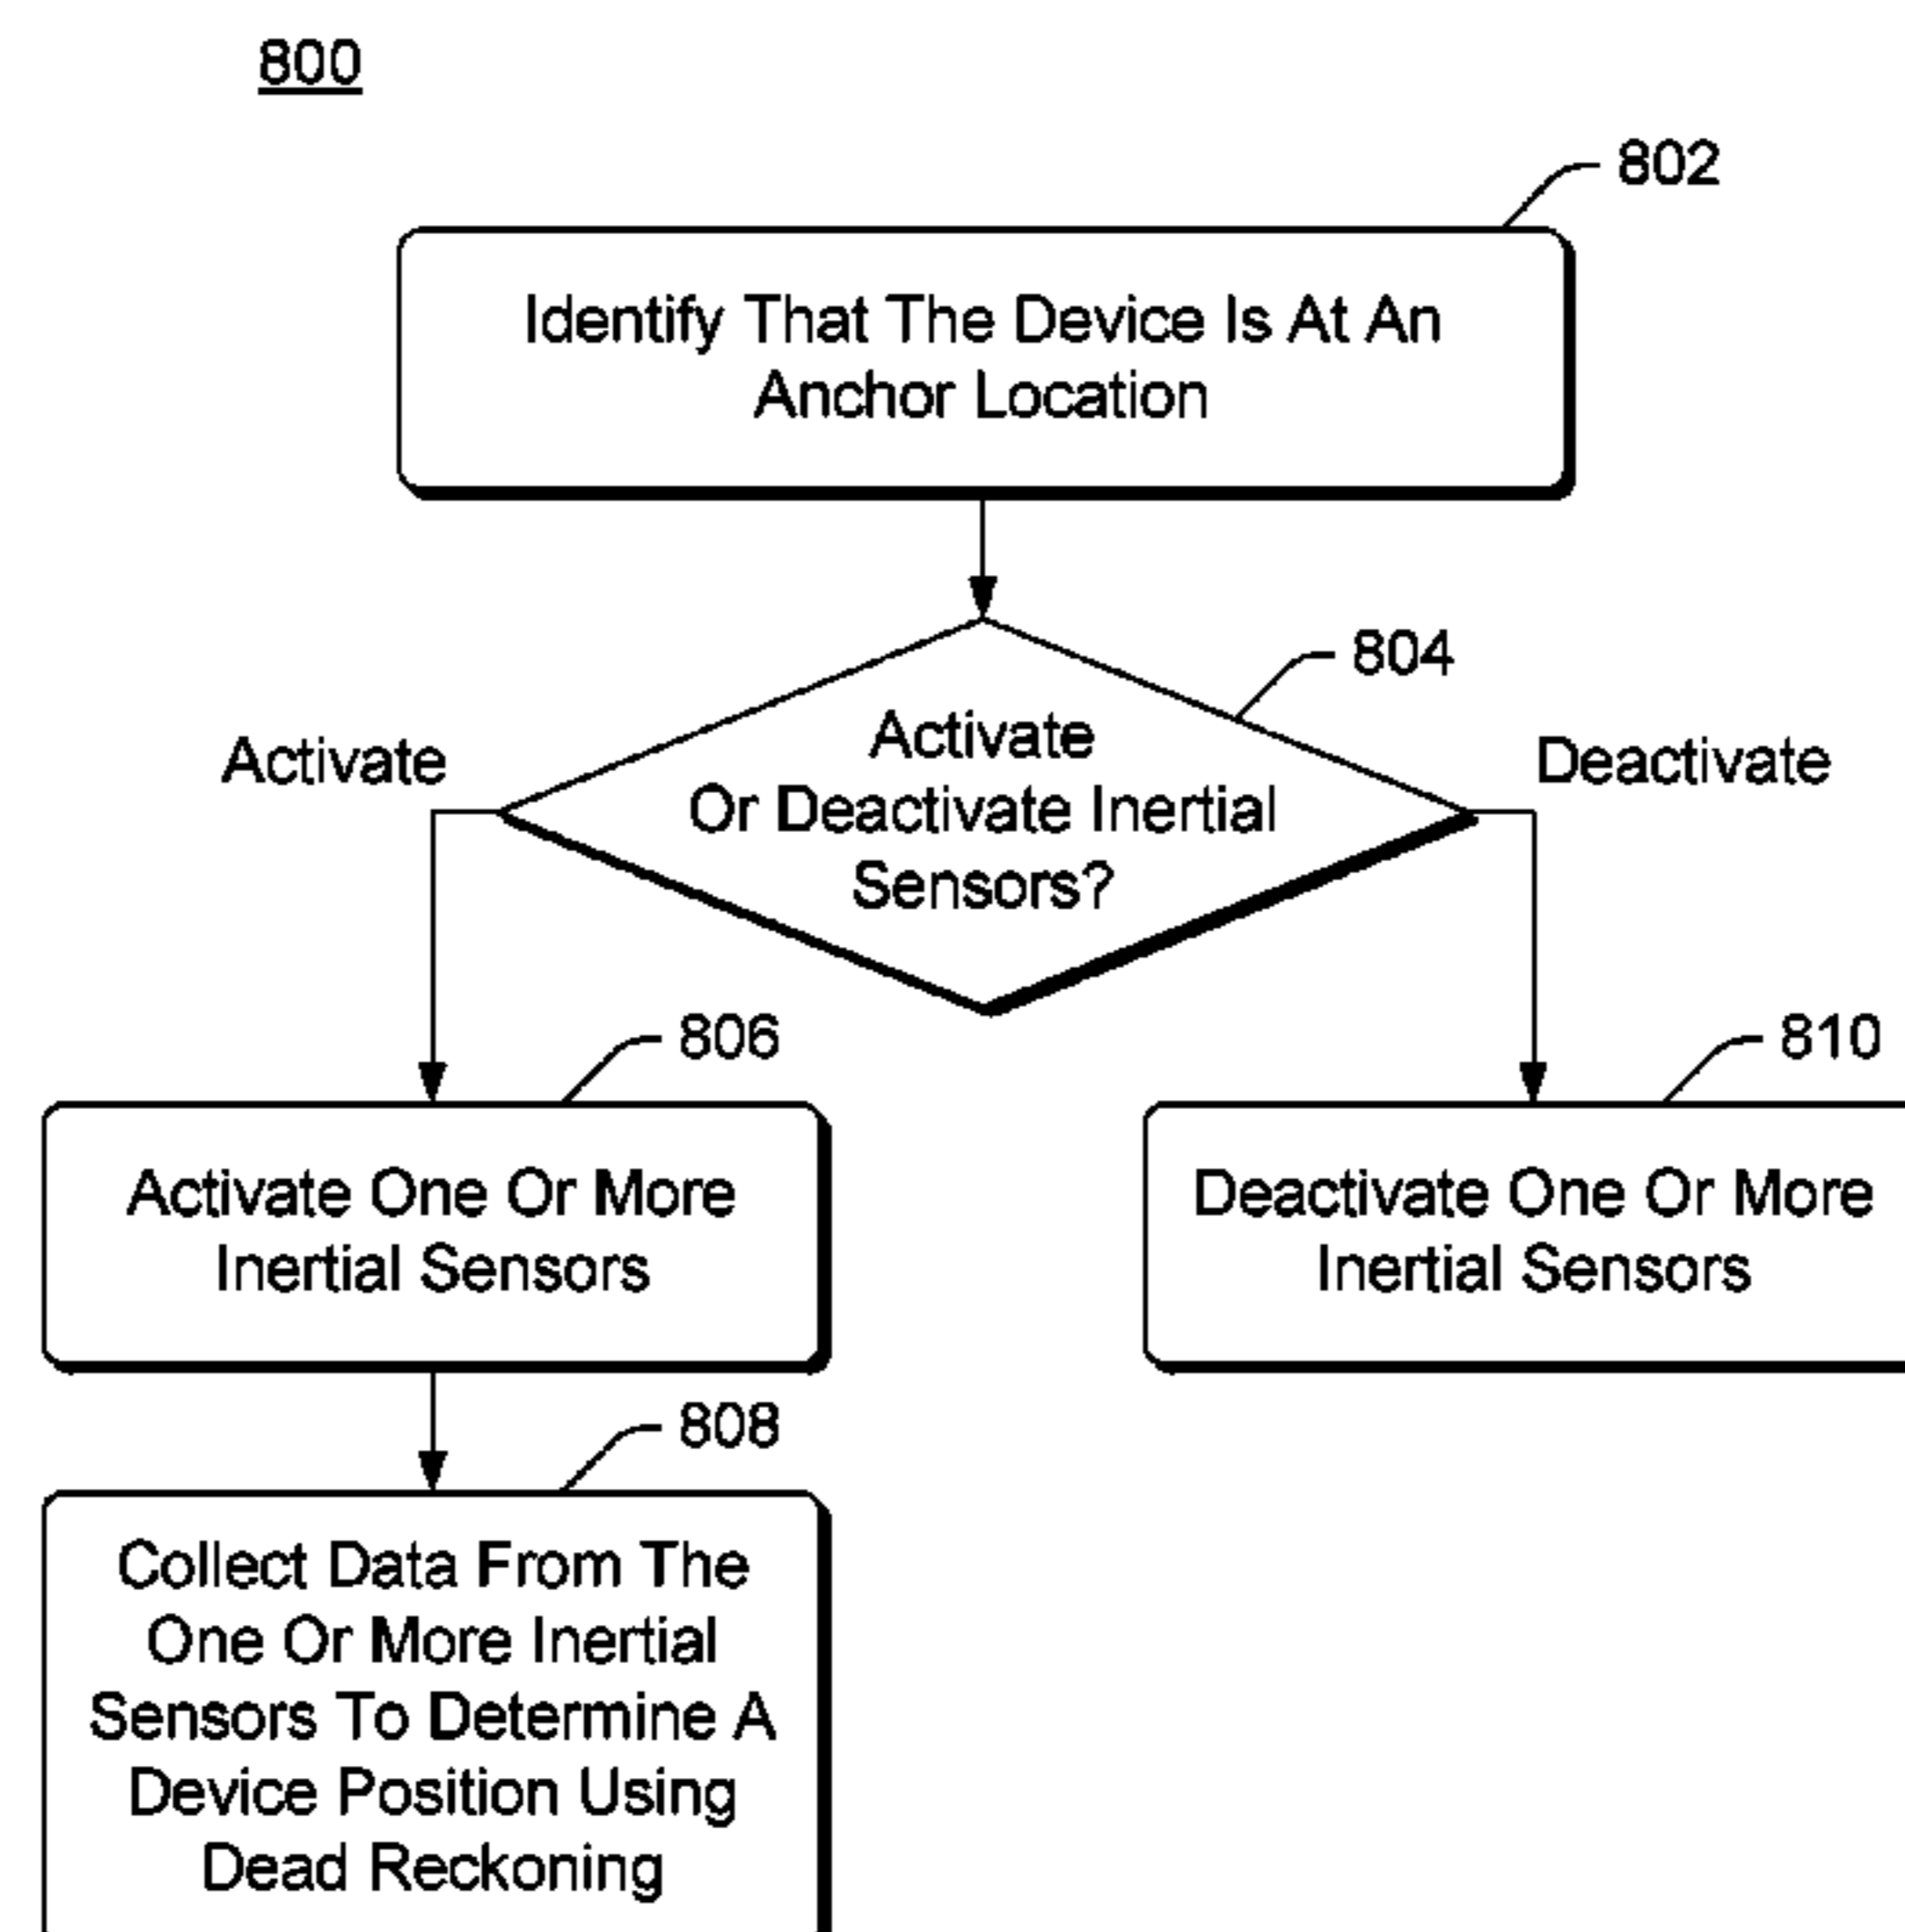 800
802
Identify That The Device Is At An
Anchor Location
804
Activate
Or Deactivate Inertial
Sensors?
Activate
Deactivate
806
Activate One Or More
Inertial Sensors
810
Deactivate One Or More
Inertial Sensors
808
Collect Data From The
One Or More Inertial
Sensors To Determine A
Device Position Using
Dead Reckoning